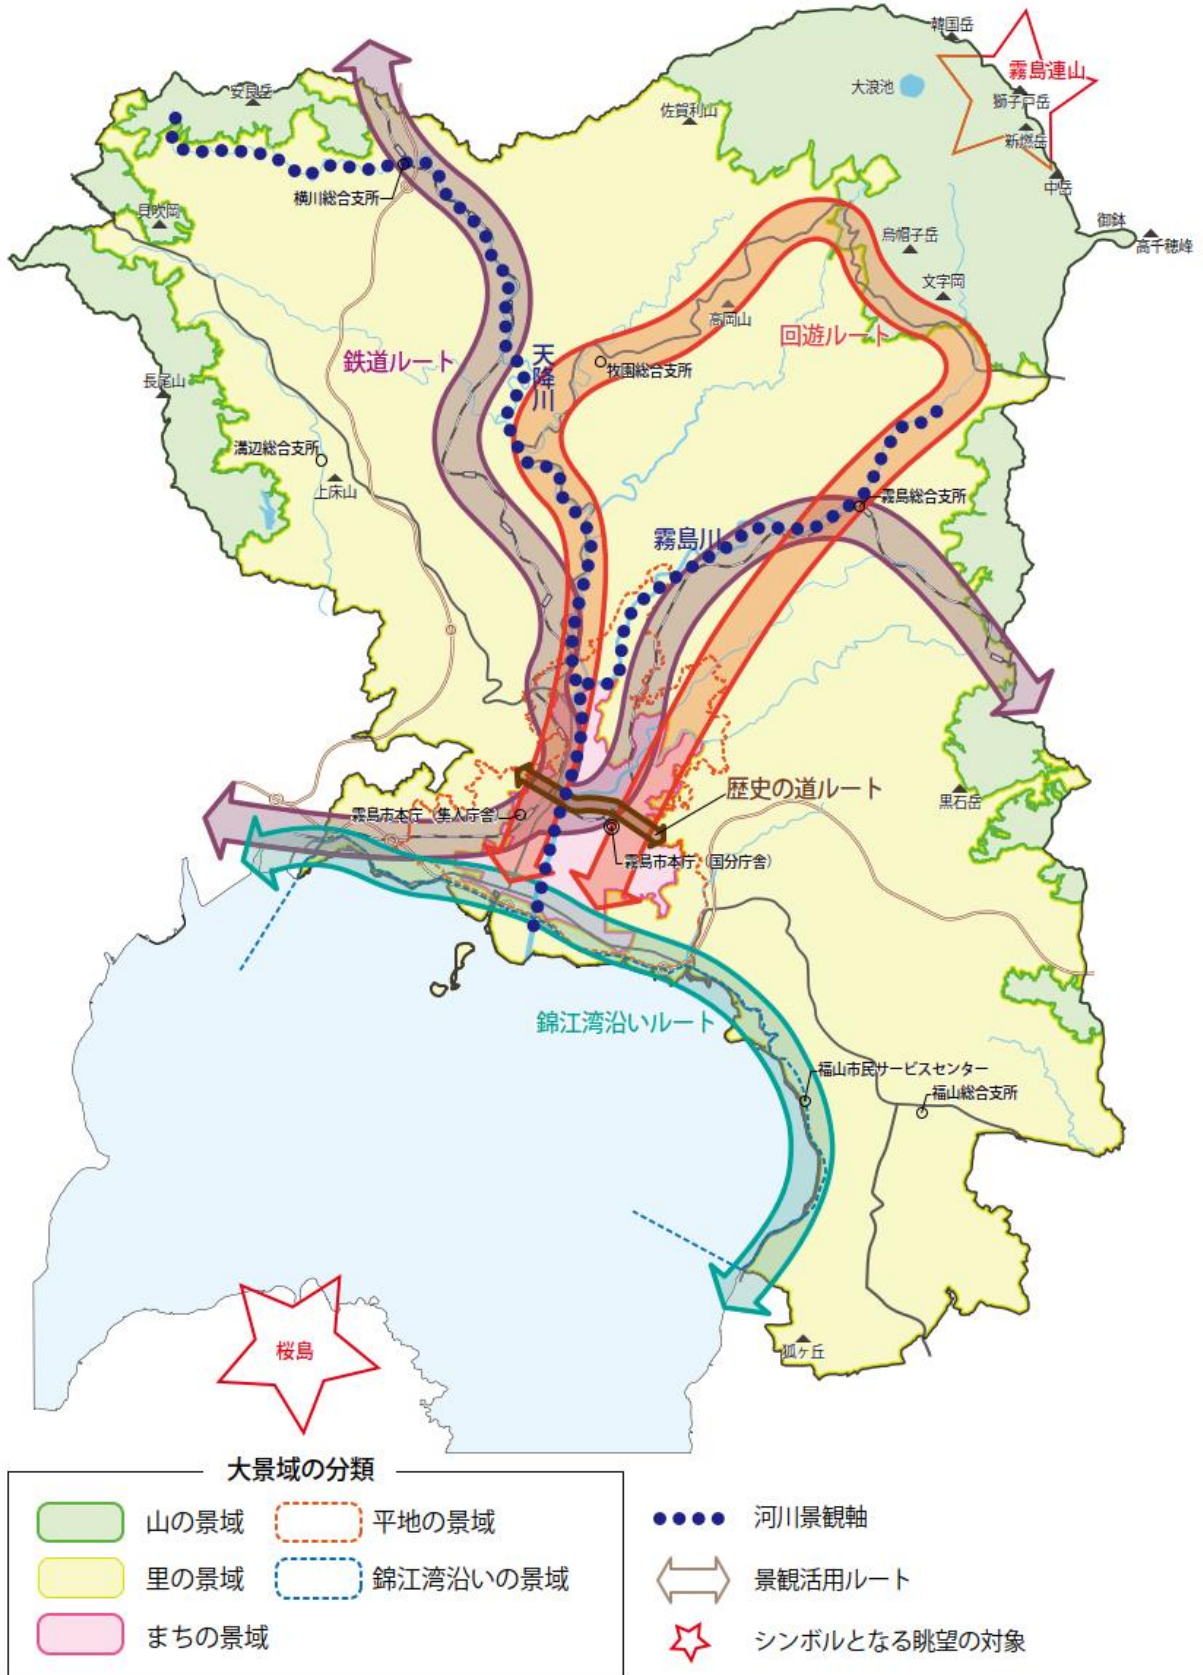 韓国岳
霧島連山
大浪池
獅子戸岳
新燃岳
中岳
安良岳
佐賀利山
横川総合支所
貝吹岡
御鉢
高千穂峰
烏帽子岳
文字岡
高岡山
回遊ルート
鉄道ルート
天降川
牧園総合支所
長尾山
溝辺総合支所
上床山
霧島総合支所
霧島川
歴史の道ルート
黒石岳
霧島市本庁（隼人庁舎）
霧島市本庁（国分庁舎）
錦江湾沿いルート
福山市民サービスセンター
福山総合支所
狐ヶ丘
桜島
大景域の分類
山の景域
平地の景域
里の景域
錦江湾沿いの景域
まちの景域
河川景観軸
景観活用ルート
シンボルとなる眺望の対象